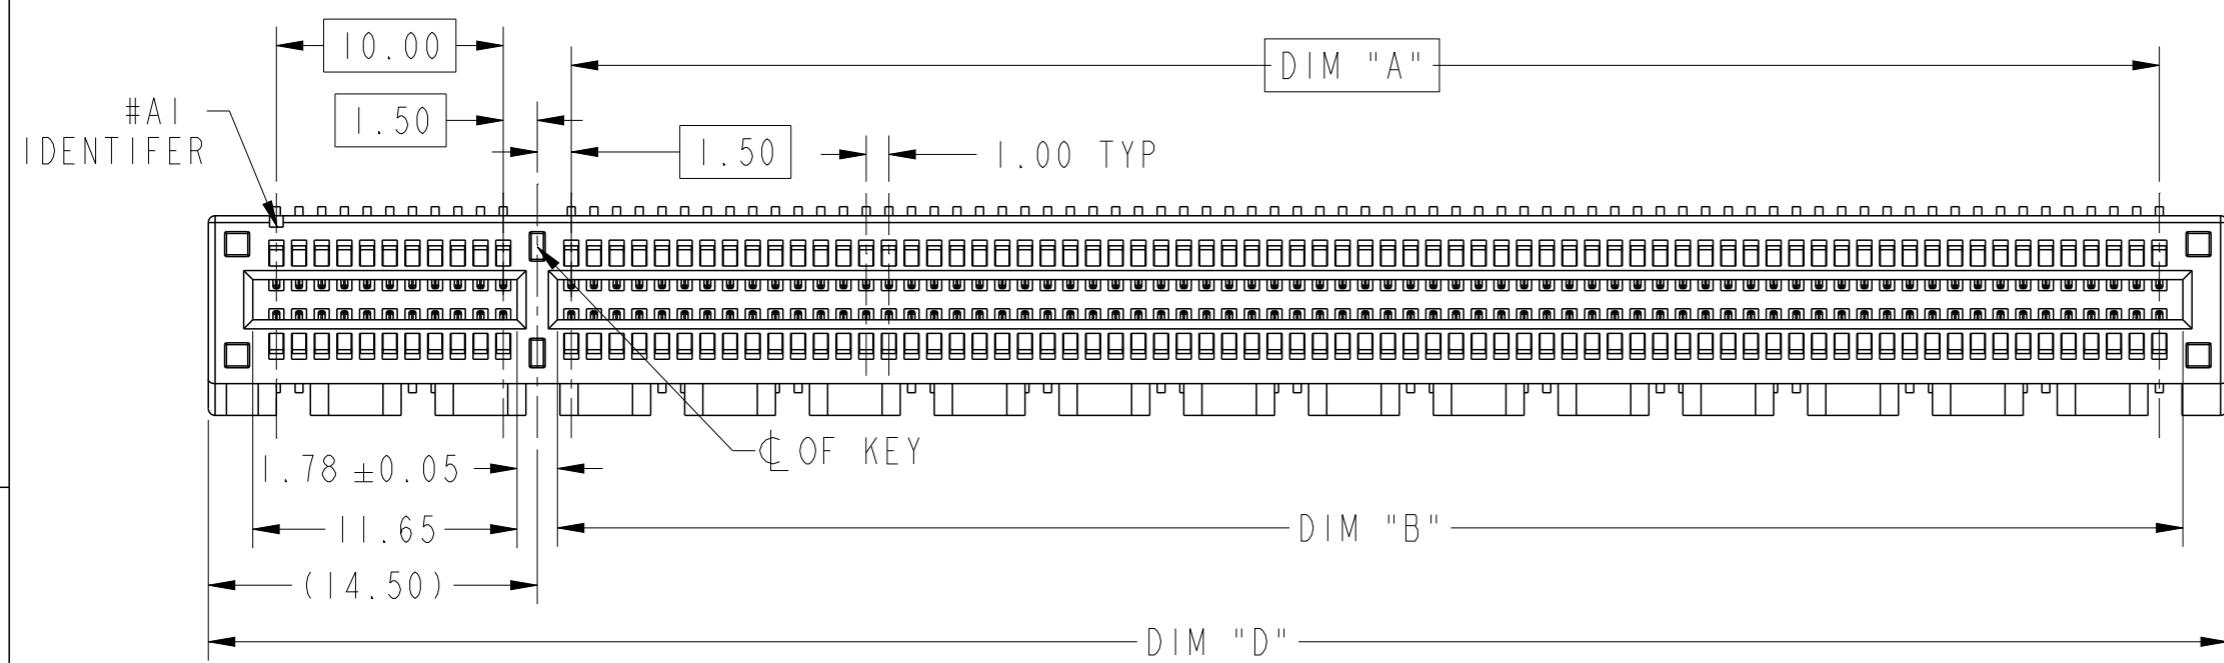 10.00
DIM "A"
#A1
IDENTIFER
1.50
1.50
1.00 TYP
℄ OF KEY
1.78 ±0.05
11.65
DIM "B"
(14.50)
DIM "D"